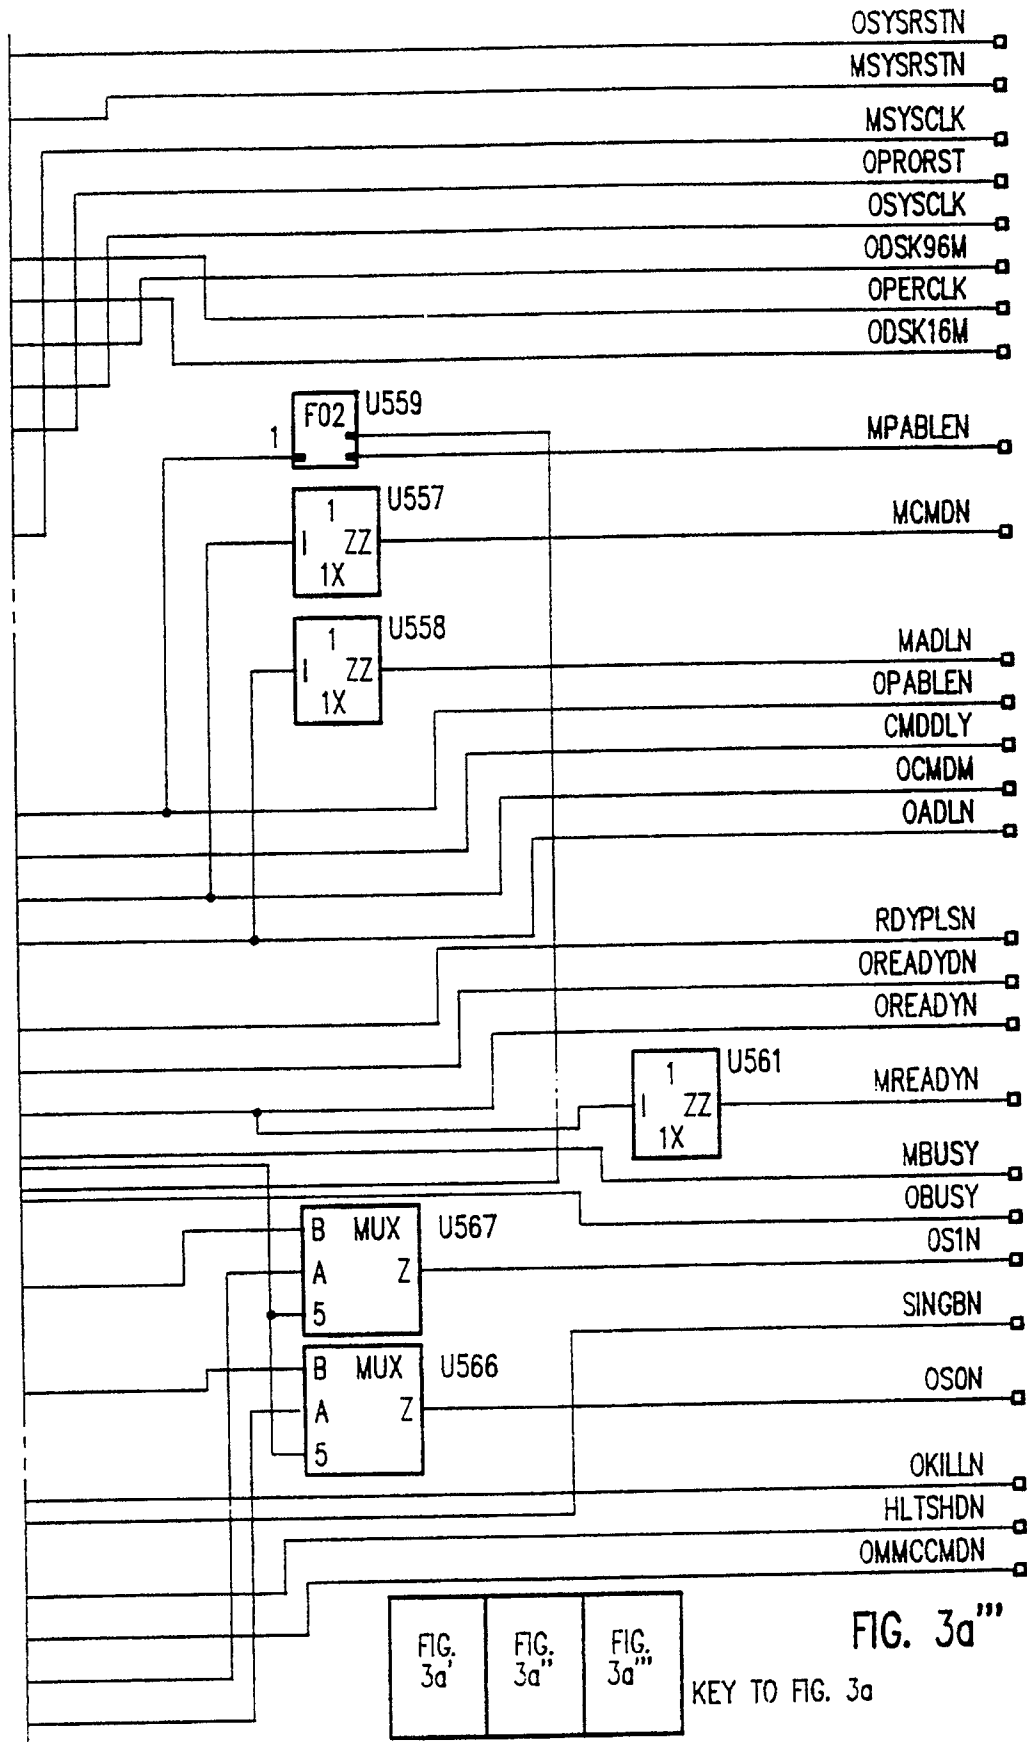 OSYSRSTN
MSYSRSTN
MSYSCLK
OPRORST
OSYSCLK
ODSK96M
OPERCLK
ODSK16M
F02 U559
1
MPABLEN
U557
1
I ZZ
1X
MCMDN
U558
1
I ZZ
1X
MADLN
OPABLEN
CMDDLY
OCMDM
OADLN
RDYPLSN
OREADYDN
OREADYN
U561
1
I ZZ
1X
MREADYN
MBUSY
OBUSY
B MUX U567
A Z
5
OS1N
SINGBN
B MUX U566
A Z
5
OS0N
OKILLN
HLTSHDN
OMMCCMDN
FIG. 3a'
FIG. 3a''
FIG. 3a'''
FIG. 3a'''
KEY TO FIG. 3a